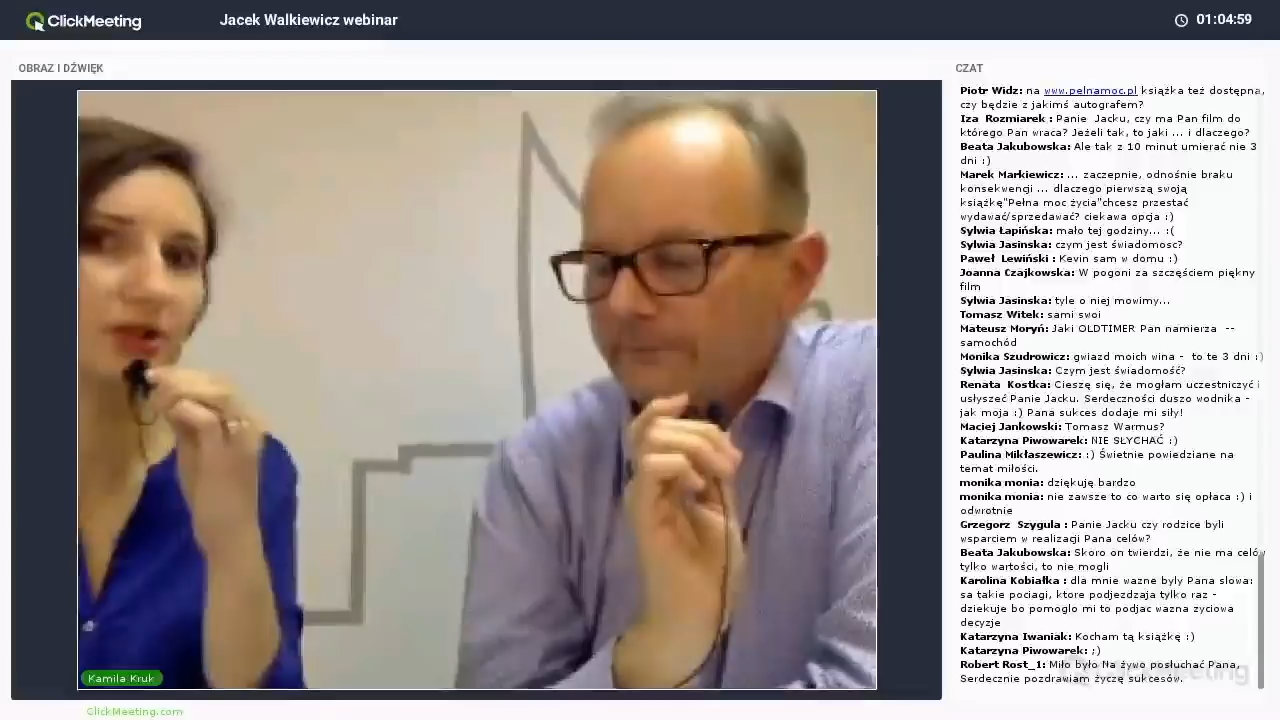 ClickMeeting
Jacek Walkiewicz webinar
01:04:59
OBRAZ I DŹWIĘK
CZAT
Piotr Widz: na www.pelnamoc.pl książka też dostępna,
czy będzie z jakimś autografem?
Iza Rozmiarek : Panie Jacku, czy ma Pan film do
którego Pan wraca? Jeżeli tak, to jaki ... i dlaczego?
Beata Jakubowska: Ale tak z 10 minut umierać nie 3
dni :)
Marek Markiewicz: ... zaczepnie, odnośnie braku
konsekwencji ... dlaczego pierwszą swoją
książkę"Pełna moc życia"chcesz przestać
wydawać/sprzedawać? ciekawa opcja :)
Sylwia Łapińska: mało tej godziny... :(
Sylwia Jasinska: czym jest świadomosc?
Paweł Lewiński : Kevin sam w domu :)
Joanna Czajkowska: W pogoni za szczęściem piękny
film
Sylwia Jasinska: tyle o niej mowimy...
Tomasz Witek: sami swoi
Mateusz Moryń: Jaki OLDTIMER Pan namierza --
samochód
Monika Szudrowicz: gwiazd moich wina - to te 3 dni :)
Sylwia Jasinska: Czym jest świadomość?
Renata Kostka: Cieszę się, że mogłam uczestniczyć i
usłyszeć Panie Jacku. Serdeczności duszo wodnika -
jak moja :) Pana sukces dodaje mi siły!
Maciej Jankowski: Tomasz Warmus?
Katarzyna Piwowarek: NIE SŁYCHAĆ :)
Paulina Mikłaszewicz: :) Świetnie powiedziane na
temat miłości.
monika monia: dziękuję bardzo
monika monia: nie zawsze to co warto się opłaca :) i
odwrotnie
Grzegorz Szygula : Panie Jacku czy rodzice byli
wsparciem w realizacji Pana celów?
Beata Jakubowska: Skoro on twierdzi, że nie ma celów
tylko wartości, to nie mogli
Karolina Kobiałka : dla mnie wazne byly Pana slowa:
sa takie pociagi, ktore podjezdzaja tylko raz -
dziekuje bo pomoglo mi to podjac wazna zyciowa
decyzje
Katarzyna Iwaniak: Kocham tą książkę :)
Katarzyna Piwowarek: ;)
Robert Rost_1: Miło było Na żywo posłuchać Pana,
Serdecznie pozdrawiam życzę sukcesów.
Kamila Kruk
ClickMeeting
ClickMeeting.com